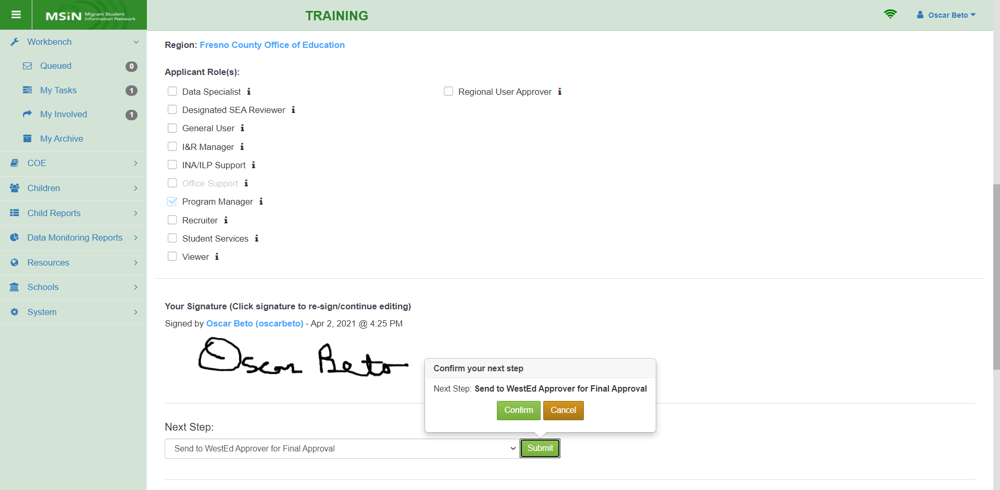 MSiN Migrant Student Information Network
TRAINING
Oscar Beto
Workbench
Queued 0
My Tasks 1
My Involved 1
My Archive
COE
Children
Child Reports
Data Monitoring Reports
Resources
Schools
System
Region: Fresno County Office of Education
Applicant Role(s):
Data Specialist i
Regional User Approver i
Designated SEA Reviewer i
General User i
I&R Manager i
INA/ILP Support i
Office Support i
Program Manager i
Recruiter i
Student Services i
Viewer i
Your Signature (Click signature to re-sign/continue editing)
Signed by Oscar Beto (oscarbeto) - Apr 2, 2021 @ 4:25 PM
Oscar Beto
Confirm your next step
Next Step: Send to WestEd Approver for Final Approval
Confirm Cancel
Next Step:
Send to WestEd Approver for Final Approval
Submit